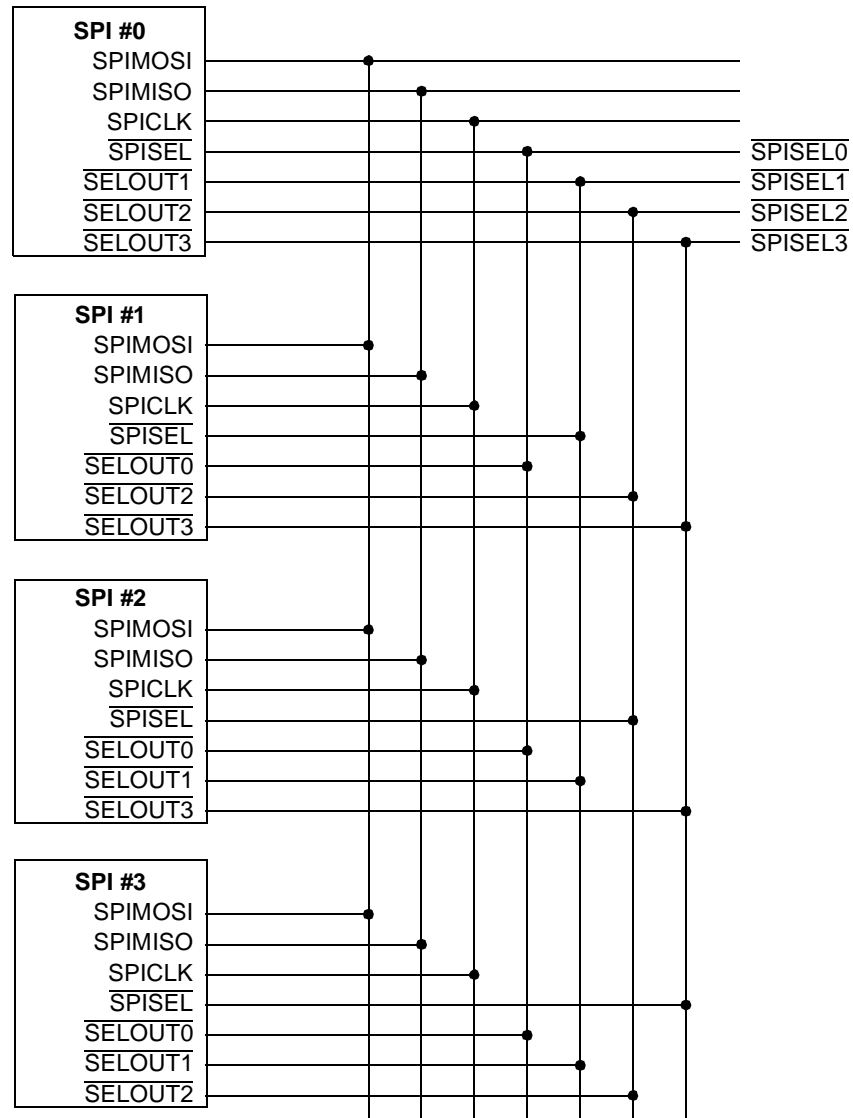 SPI #0
SPIMOSI
SPIMISO
SPICLK
SPISEL SPISEL0
SELOUT1 SPISEL1
SELOUT2 SPISEL2
SELOUT3 SPISEL3
SPI #1
SPIMOSI
SPIMISO
SPICLK
SPISEL
SELOUT0
SELOUT2
SELOUT3
SPI #2
SPIMOSI
SPIMISO
SPICLK
SPISEL
SELOUT0
SELOUT1
SELOUT3
SPI #3
SPIMOSI
SPIMISO
SPICLK
SPISEL
SELOUT0
SELOUT1
SELOUT2